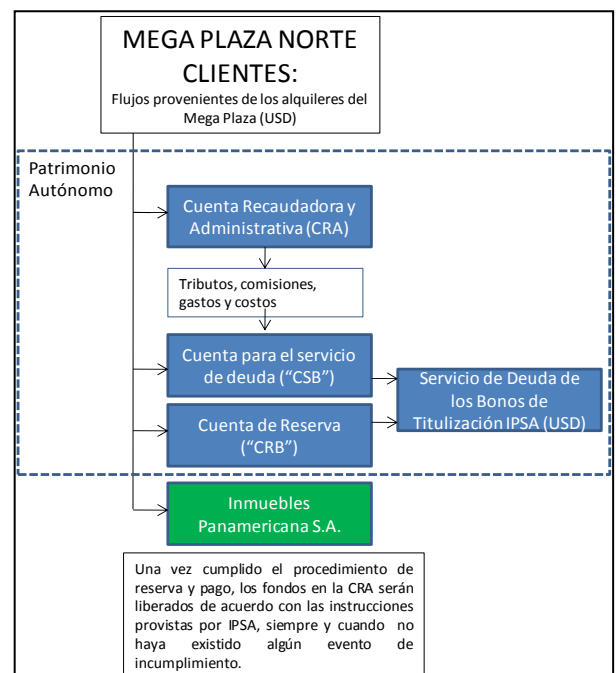 MEGA PLAZA NORTE
CLIENTES:
Flujos provenientes de los alquileres del
Mega Plaza (USD)
Patrimonio
Autónomo
Cuenta Recaudadora y
Administrativa (CRA)
Tributos, comisiones,
gastos y costos
Cuenta para el servicio
de deuda (“CSB”)
Servicio de Deuda de
los Bonos de
Titulización IPSA (USD)
Cuenta de Reserva
(“CRB”)
Inmuebles
Panamericana S.A.
Una vez cumplido el procedimiento de
reserva y pago, los fondos en la CRA serán
liberados de acuerdo con las instrucciones
provistas por IPSA, siempre y cuando no
haya existido algún evento de
incumplimiento.